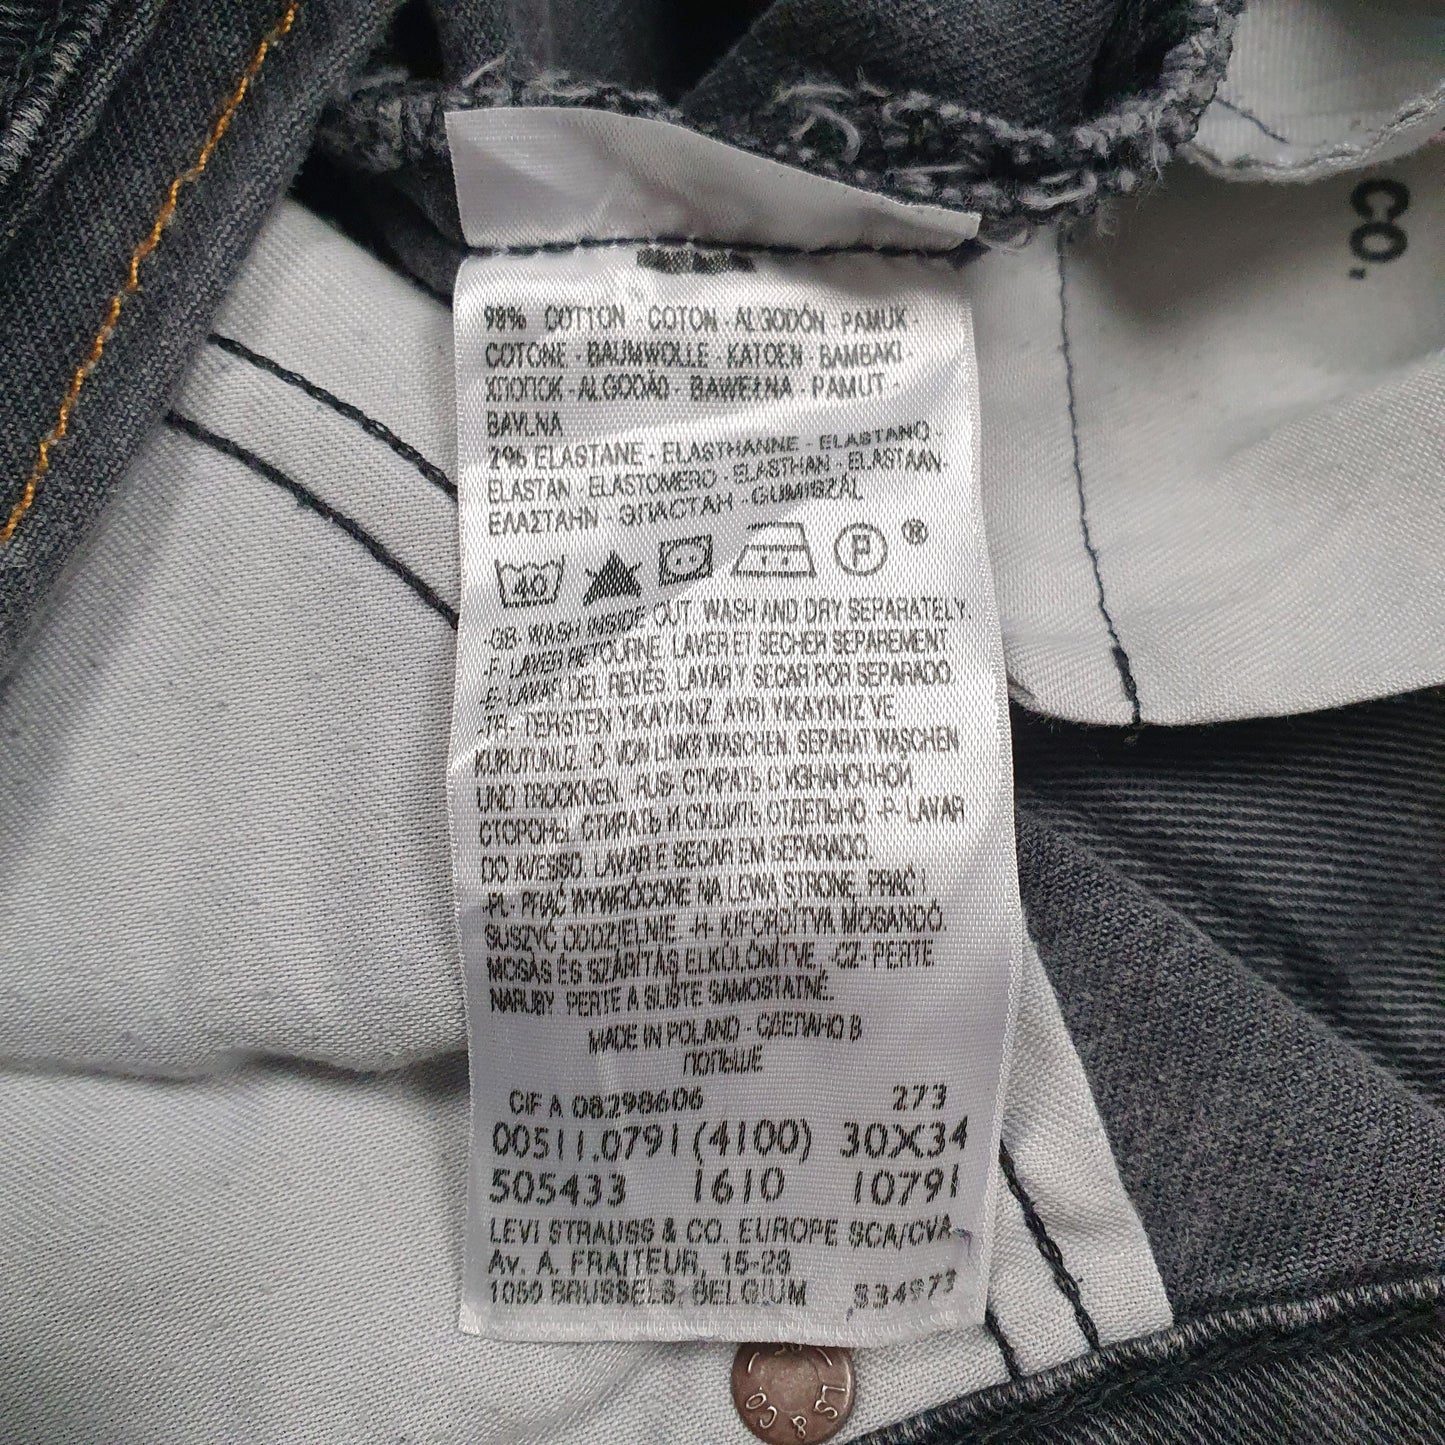 CO.
98% COTTON - COTON - ALGODÓN - PAMUK -
COTONE - BAUMWOLLE - KATOEN - BAMBAKI -
ХЛОПОК - ALGODÃO - BAWEŁNA - PAMUT -
BAVLNA
2% ELASTANE - ELASTHANNE - ELASTANO -
ELASTAN - ELASTOMERO - ELASTHAN - ELASTAAN-
ΕΛΑΣΤΑΗΝ - ЭЛАСТАН - GUMISZÁL
40 P ®
-GB- WASH INSIDE OUT. WASH AND DRY SEPARATELY.
-F- LAVER RETOURNE. LAVER ET SECHER SEPAREMENT
-E- LAVAR DEL REVES. LAVAR Y SECAR POR SEPARADO.
-TR- TERSTEN YIKAYINIZ. AYRI YIKAYINIZ VE
KURUTUNUZ. -D- VON LINKS WASCHEN. SEPARAT WASCHEN
UND TROCKNEN. -RUS- СТИРАТЬ С ИЗНАНОЧНОЙ
СТОРОНЫ. СТИРАТЬ И СУШИТЬ ОТДЕЛЬНО -P- LAVAR
DO AVESSO. LAVAR E SECAR EM SEPARADO.
-PL- PRAĆ WYWRÓCONE NA LEWĄ STRONĘ. PRAĆ I
SUSZYĆ ODDZIELNIE -H- KIFORDÍTVA MOSANDÓ.
MOSÁS ÉS SZÁRÍTÁS ELKÜLÖNÍTVE. -CZ- PERTE
NARUBY. PERTE A SUŠTE SAMOSTATNĚ.
MADE IN POLAND - СДЕЛАНО В
ПОЛЬШЕ
CIF A 08298606 273
00511.0791 (4100) 30X34
505433 1610 10791
LEVI STRAUSS & CO. EUROPE SCA/CVA
Av. A. FRAITEUR, 15-23
1050 BRUSSELS, BELGIUM S34973
LS & CO